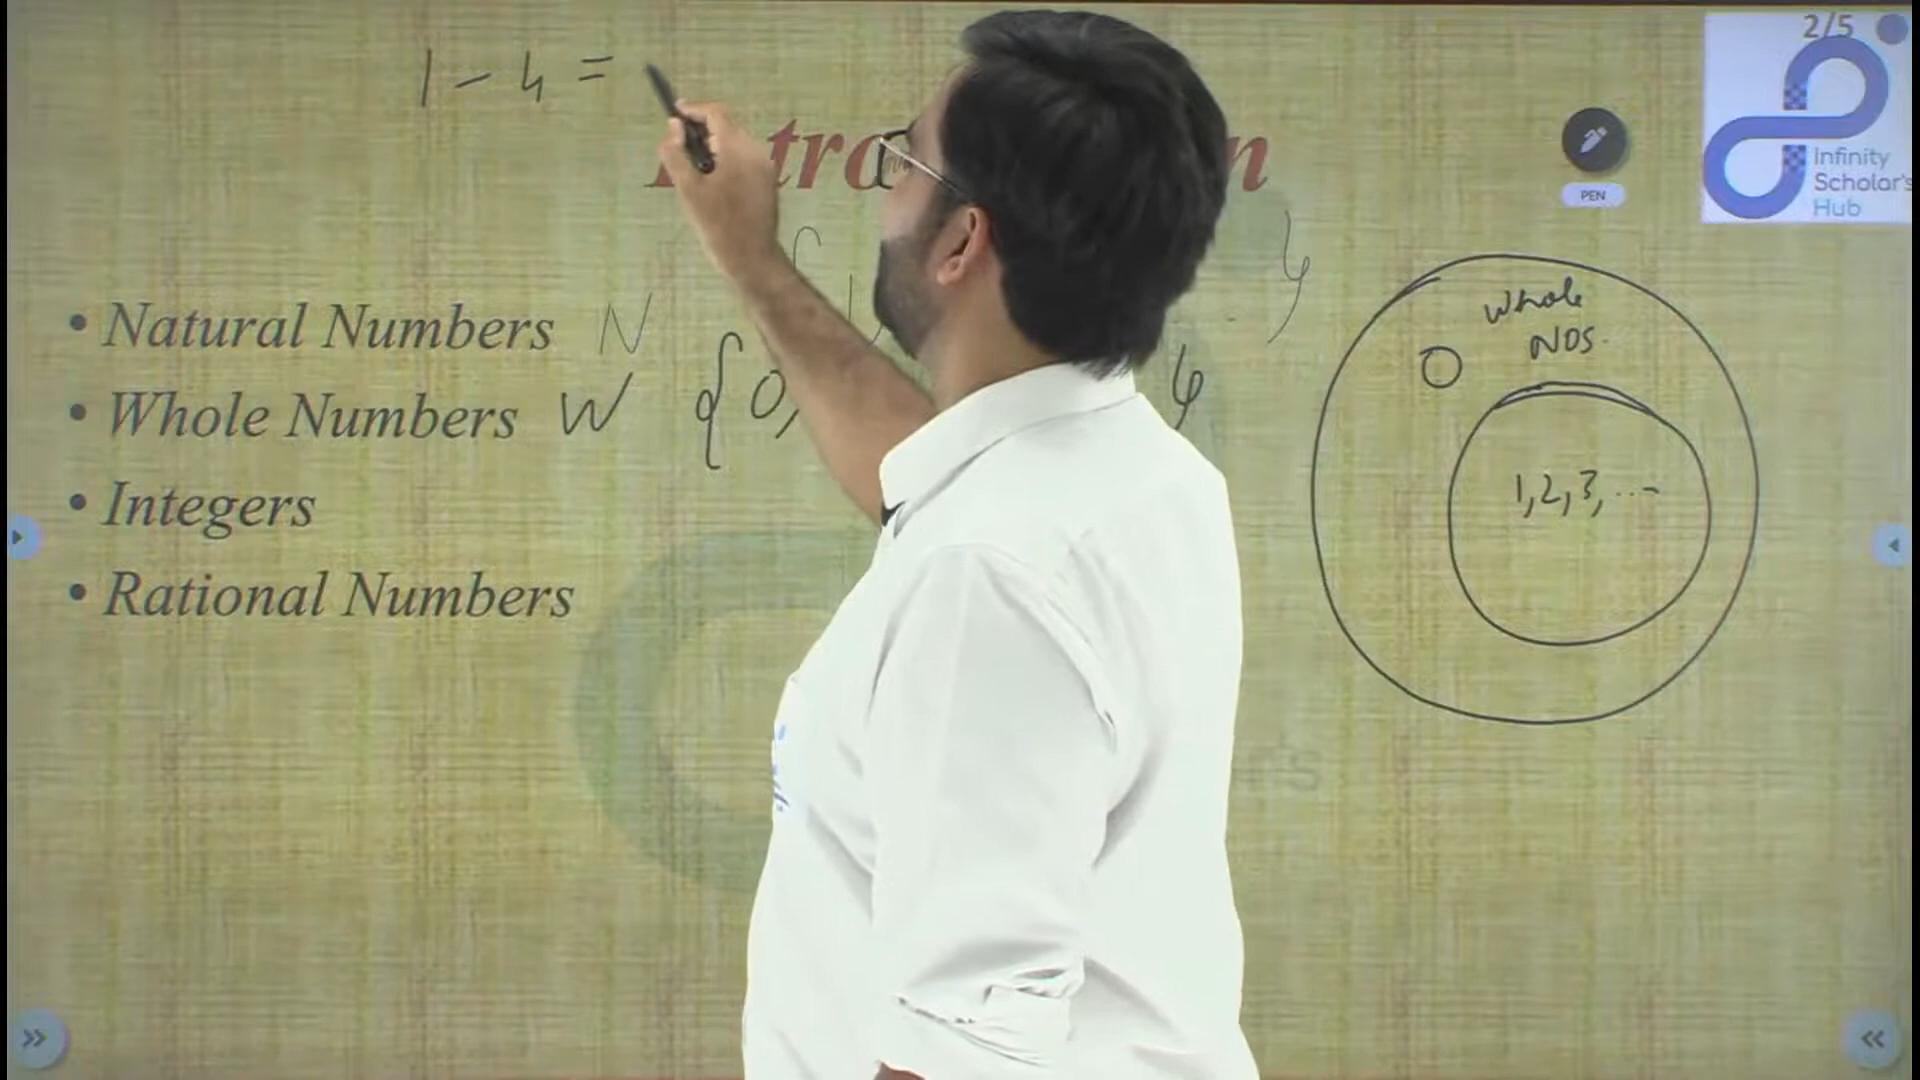 2/5
1 - 4 =
PEN
Infinity
Scholar's
Hub
• Natural Numbers N
• Whole Numbers W {0,
• Integers
• Rational Numbers
Whole
NOS.
0
1,2,3,...